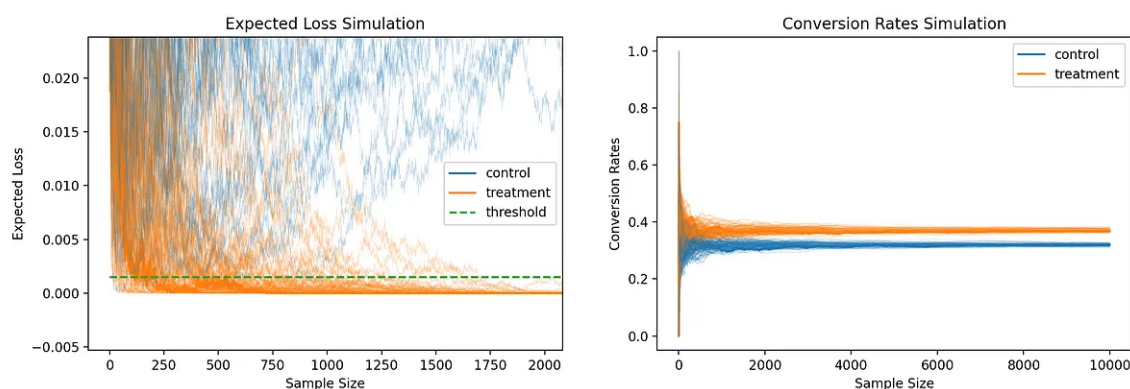 Expected Loss Simulation
0.020
0.015
0.010
0.005
0.000
−0.005
Expected Loss
control
treatment
threshold
0 250 500 750 1000 1250 1500 1750 2000
Sample Size
Conversion Rates Simulation
1.0
0.8
0.6
0.4
0.2
0.0
Conversion Rates
control
treatment
0 2000 4000 6000 8000 10000
Sample Size